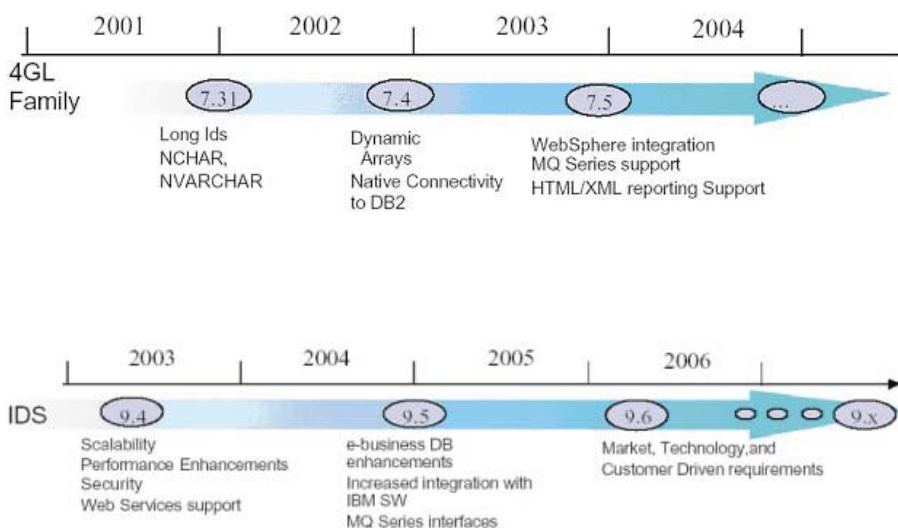 2001 2002 2003 2004
4GL
Family
7.31 7.4 7.5 ...
Long Ids
NCHAR,
NVARCHAR
Dynamic
Arrays
Native Connectivity
to DB2
WebSphere integration
MQ Series support
HTML/XML reporting Support
2003 2004 2005 2006
IDS
9.4 9.5 9.6 9.x
Scalability
Performance Enhancements
Security
Web Services support
e-business DB
enhancements
Increased integration with
IBM SW
MQ Series interfaces
Market, Technology,and
Customer Driven requirements